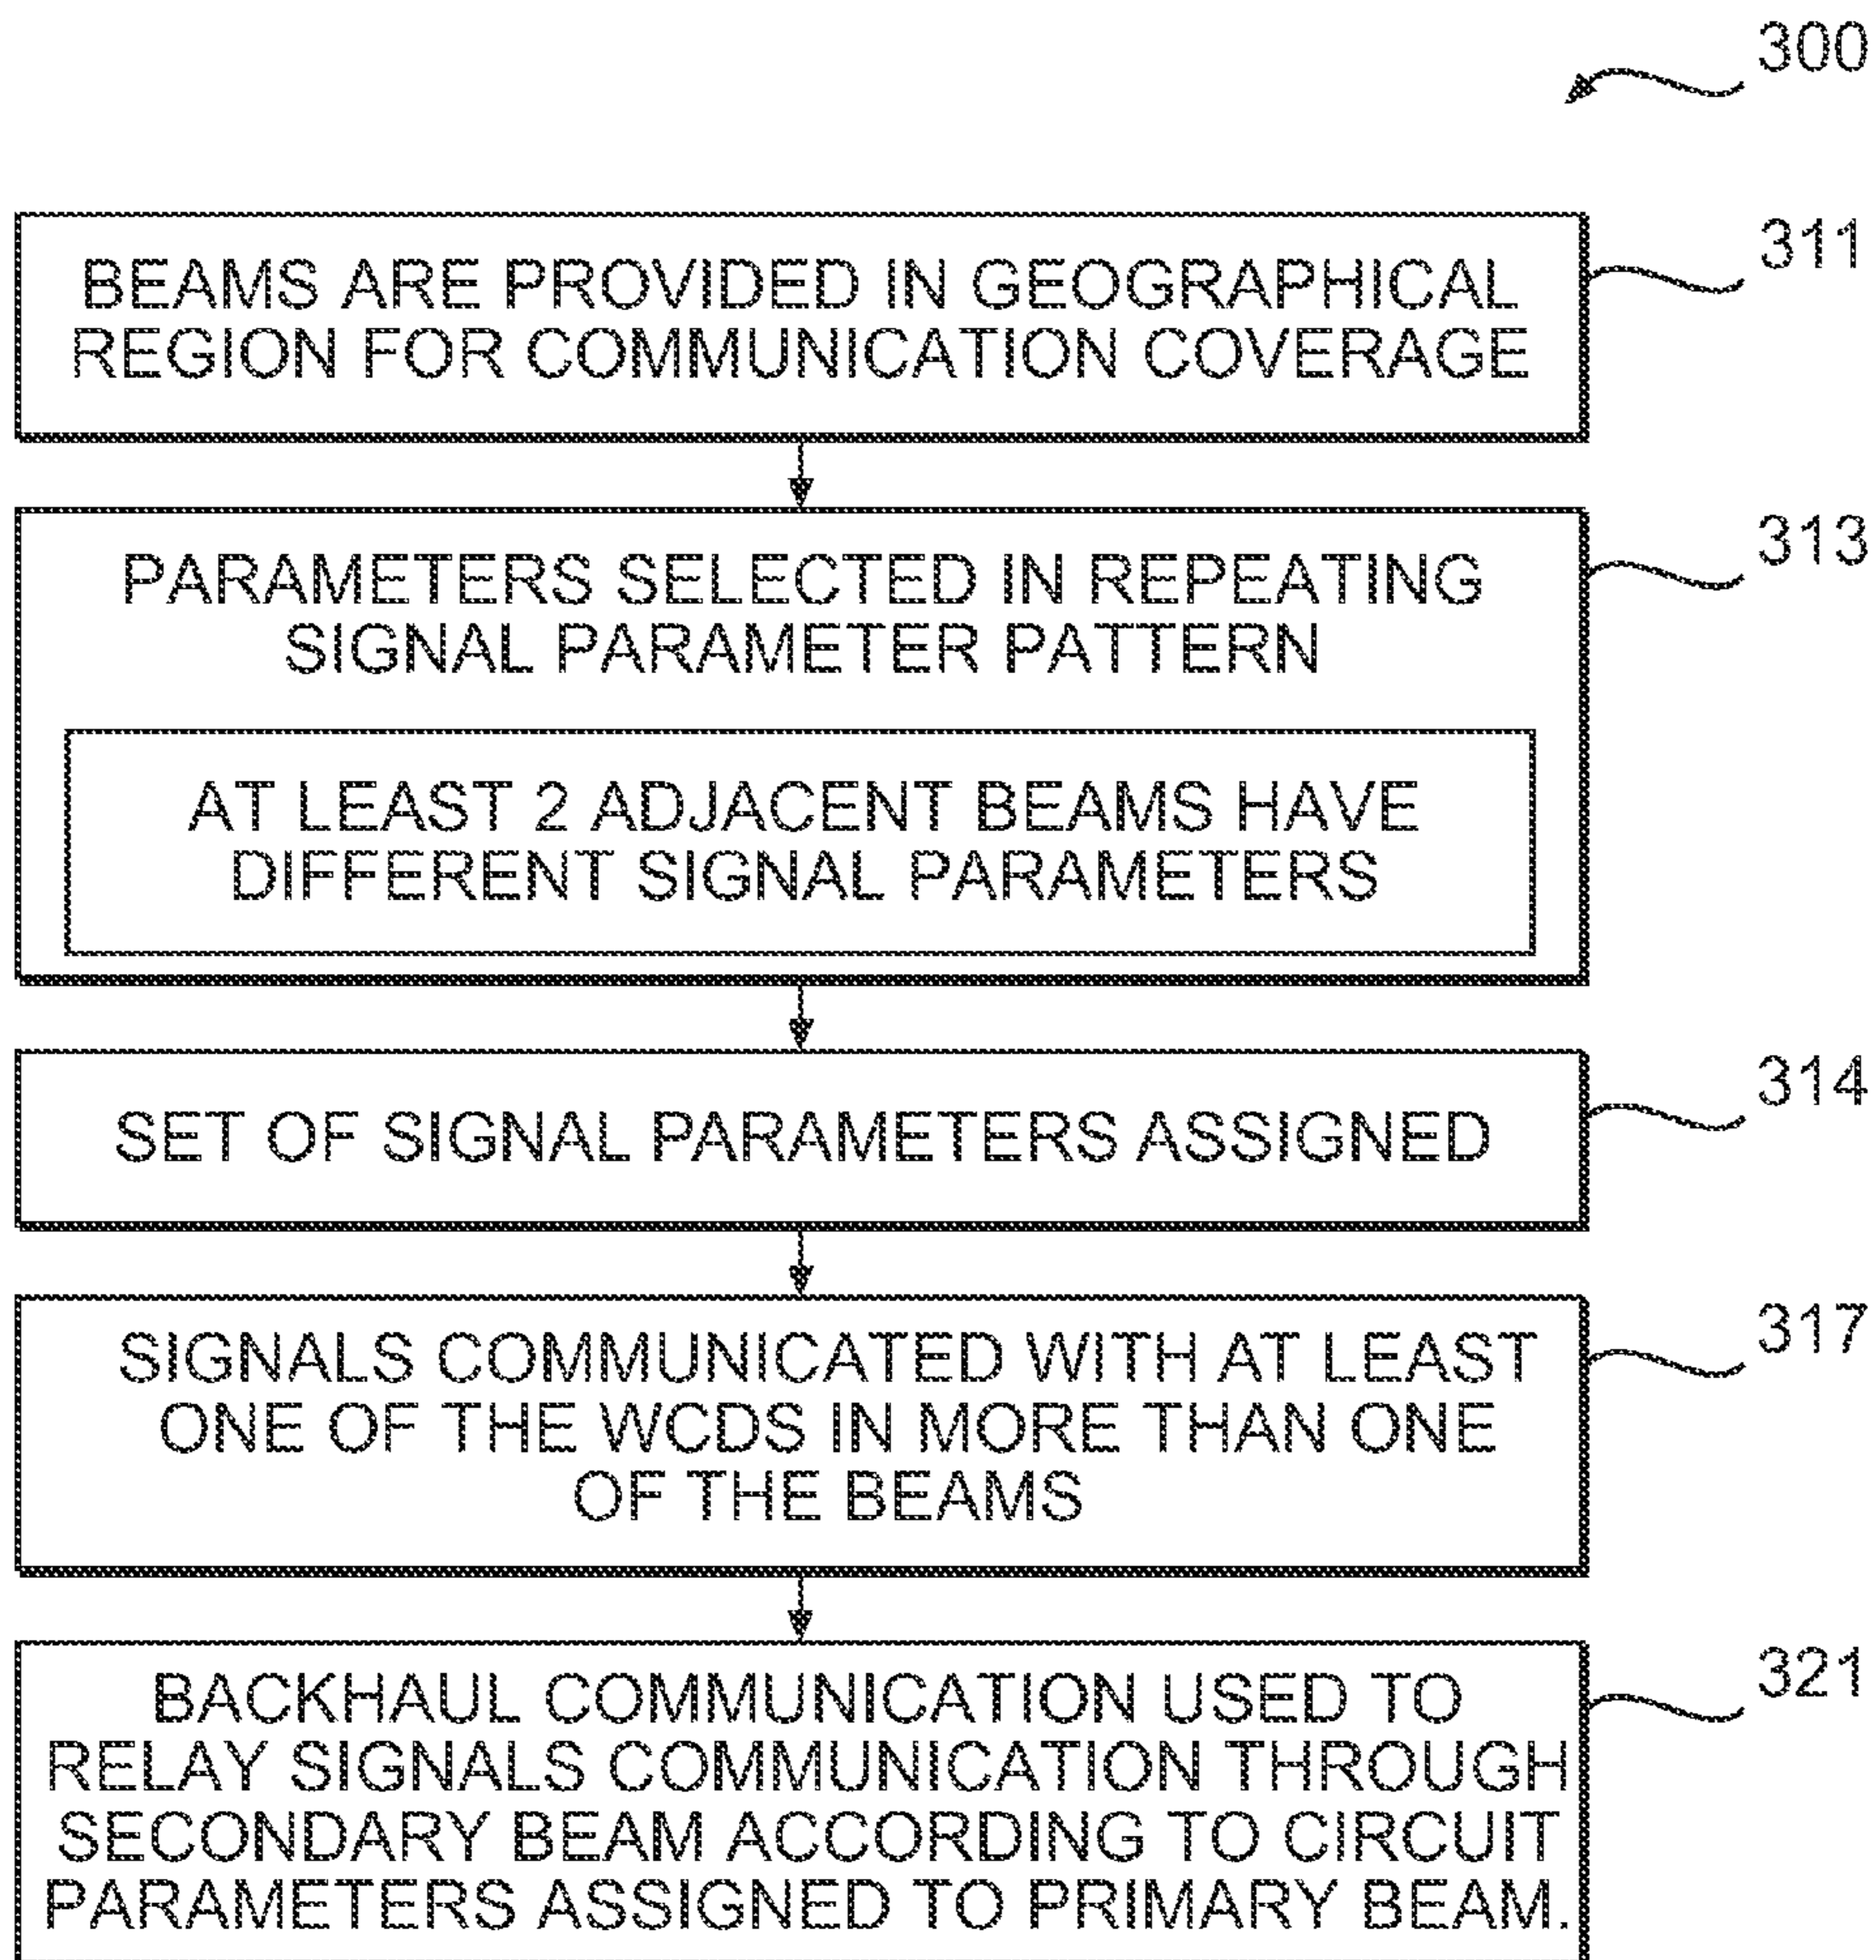 300
311
BEAMS ARE PROVIDED IN GEOGRAPHICAL
REGION FOR COMMUNICATION COVERAGE
313
PARAMETERS SELECTED IN REPEATING
SIGNAL PARAMETER PATTERN
AT LEAST 2 ADJACENT BEAMS HAVE
DIFFERENT SIGNAL PARAMETERS
314
SET OF SIGNAL PARAMETERS ASSIGNED
317
SIGNALS COMMUNICATED WITH AT LEAST
ONE OF THE WCDS IN MORE THAN ONE
OF THE BEAMS
321
BACKHAUL COMMUNICATION USED TO
RELAY SIGNALS COMMUNICATION THROUGH
SECONDARY BEAM ACCORDING TO CIRCUIT
PARAMETERS ASSIGNED TO PRIMARY BEAM.